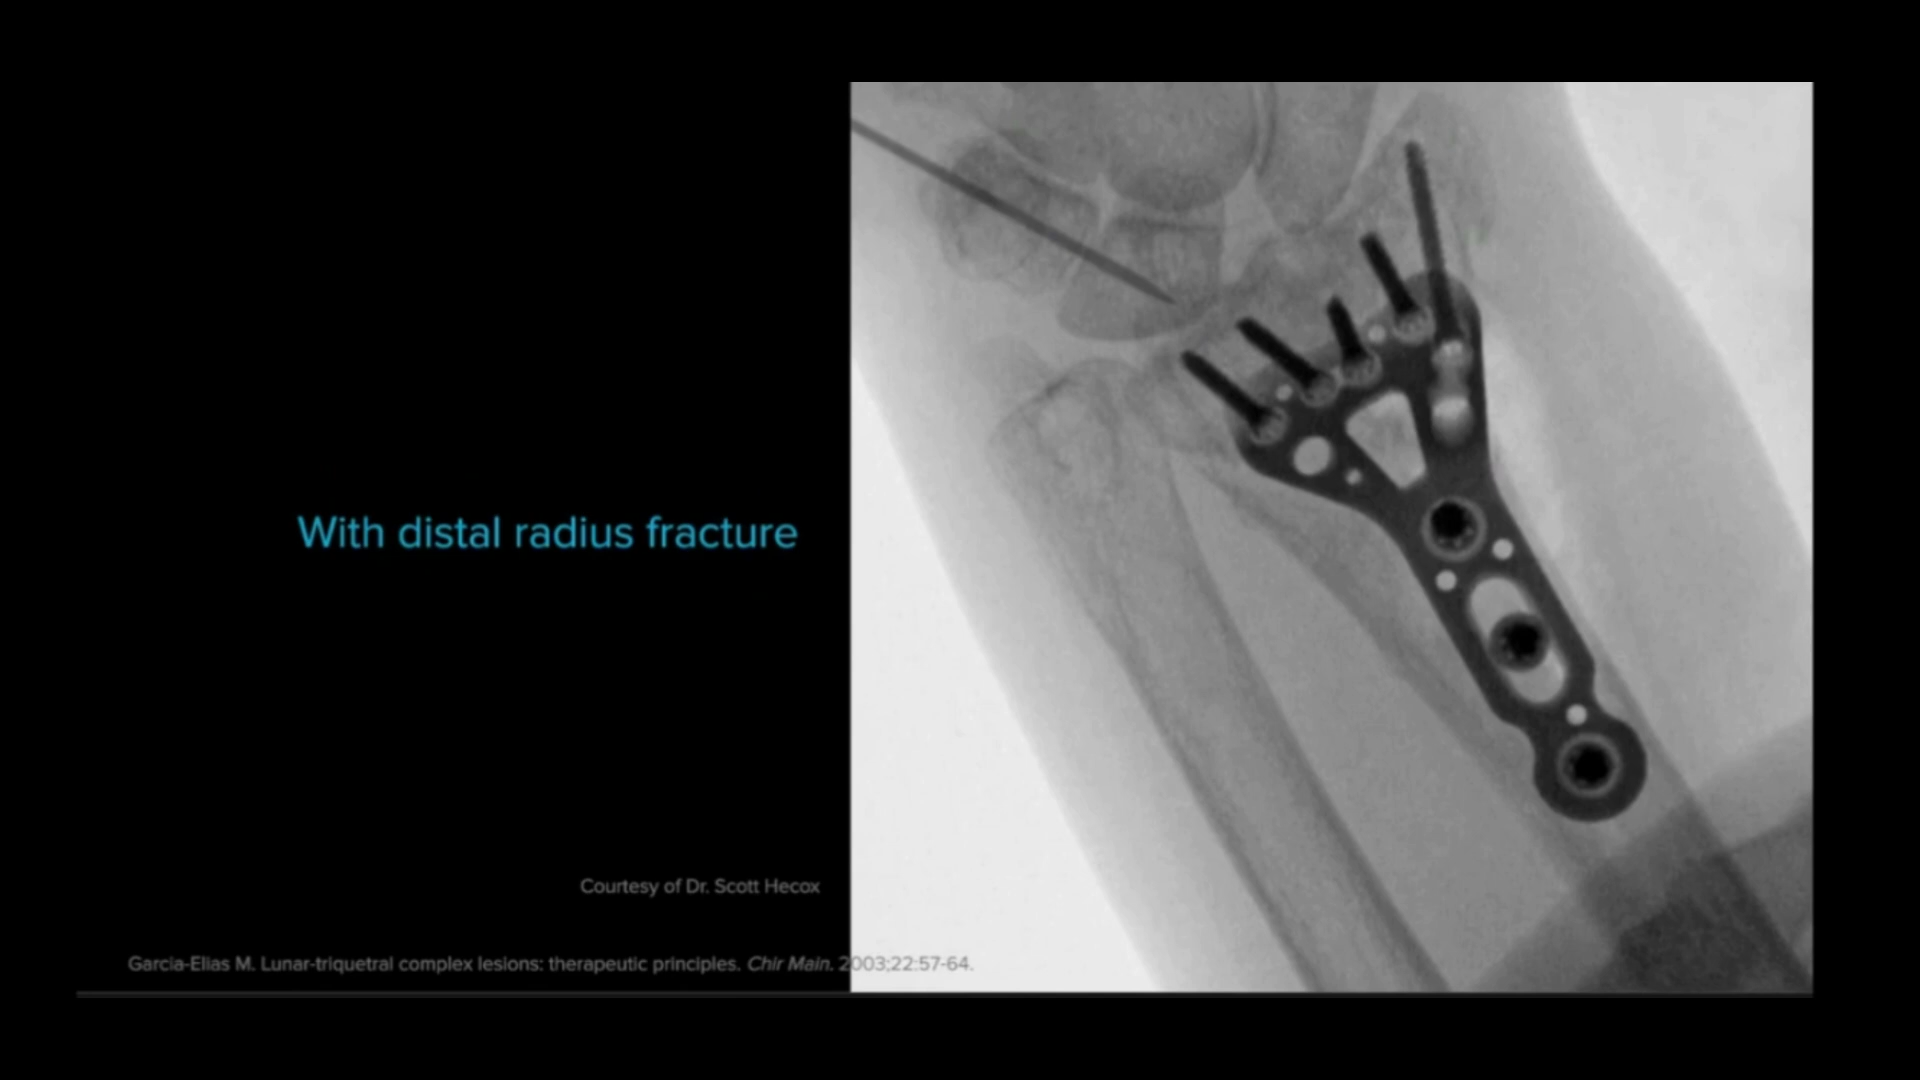 With distal radius fracture
Courtesy of Dr. Scott Hecox
Garcia-Elias M. Lunar-triquetral complex lesions: therapeutic principles. Chir Main. 2003;22:57-64.